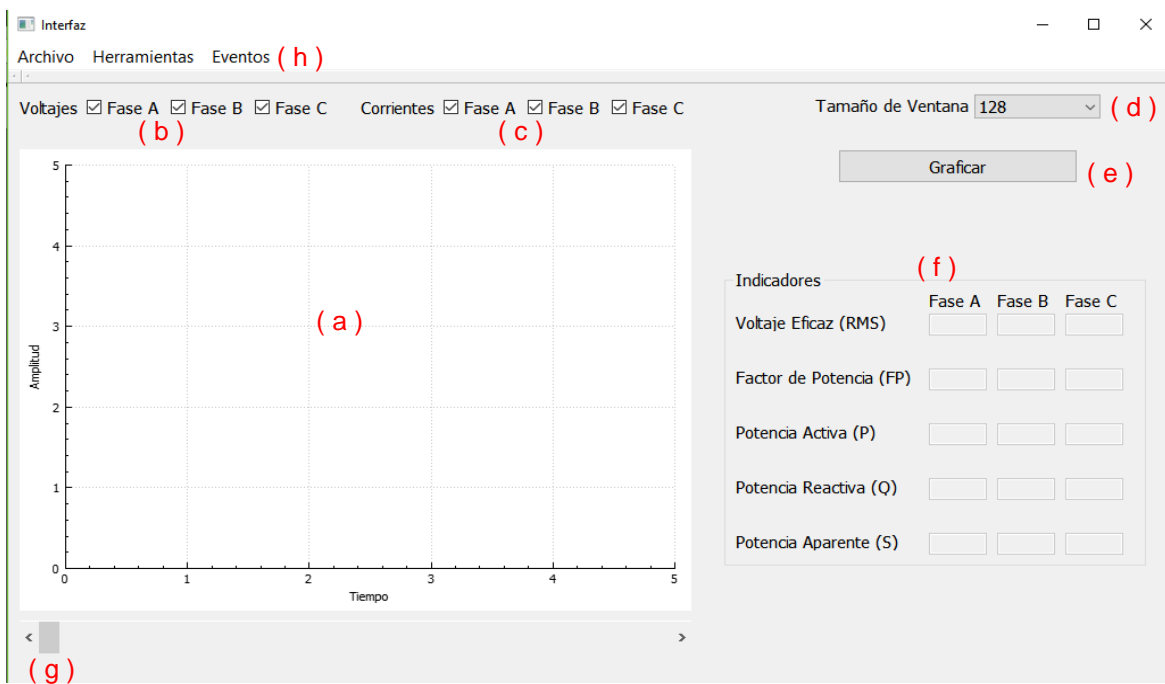 Interfaz
Archivo Herramientas Eventos ( h )
Voltajes Fase A Fase B Fase C Corrientes Fase A Fase B Fase C Tamaño de Ventana 128 ( d )
( b ) ( c )
Graficar ( e )
5
4
3
2
1
0
Amplitud
( a )
0 1 2 3 4 5
Tiempo
( f )
Indicadores
Fase A Fase B Fase C
Voltaje Eficaz (RMS)
Factor de Potencia (FP)
Potencia Activa (P)
Potencia Reactiva (Q)
Potencia Aparente (S)
( g )